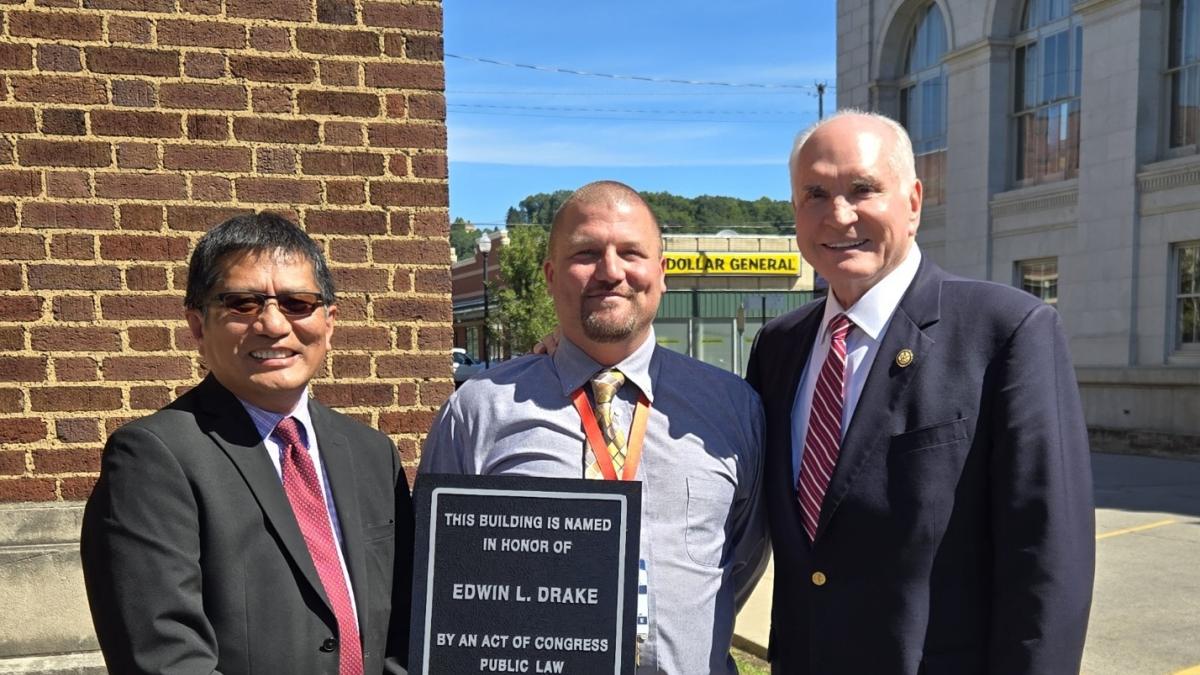 DOLLAR GENERAL
THIS BUILDING IS NAMED
IN HONOR OF
EDWIN L. DRAKE
BY AN ACT OF CONGRESS
PUBLIC LAW